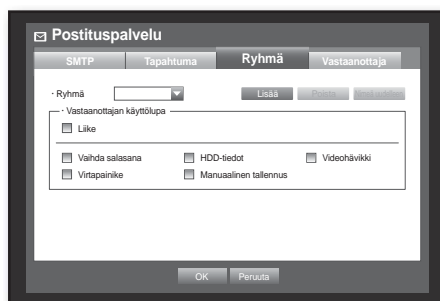 Postituspalvelu
SMTP Tapahtuma Ryhmä Vastaanottaja
· Ryhmä Lisää Poista
· Vastaanottajan käyttölupa
Liike
Vaihda salasana HDD-tiedot Videohävikki
Virtapainike Manuaalinen tallennus
OK Peruuta